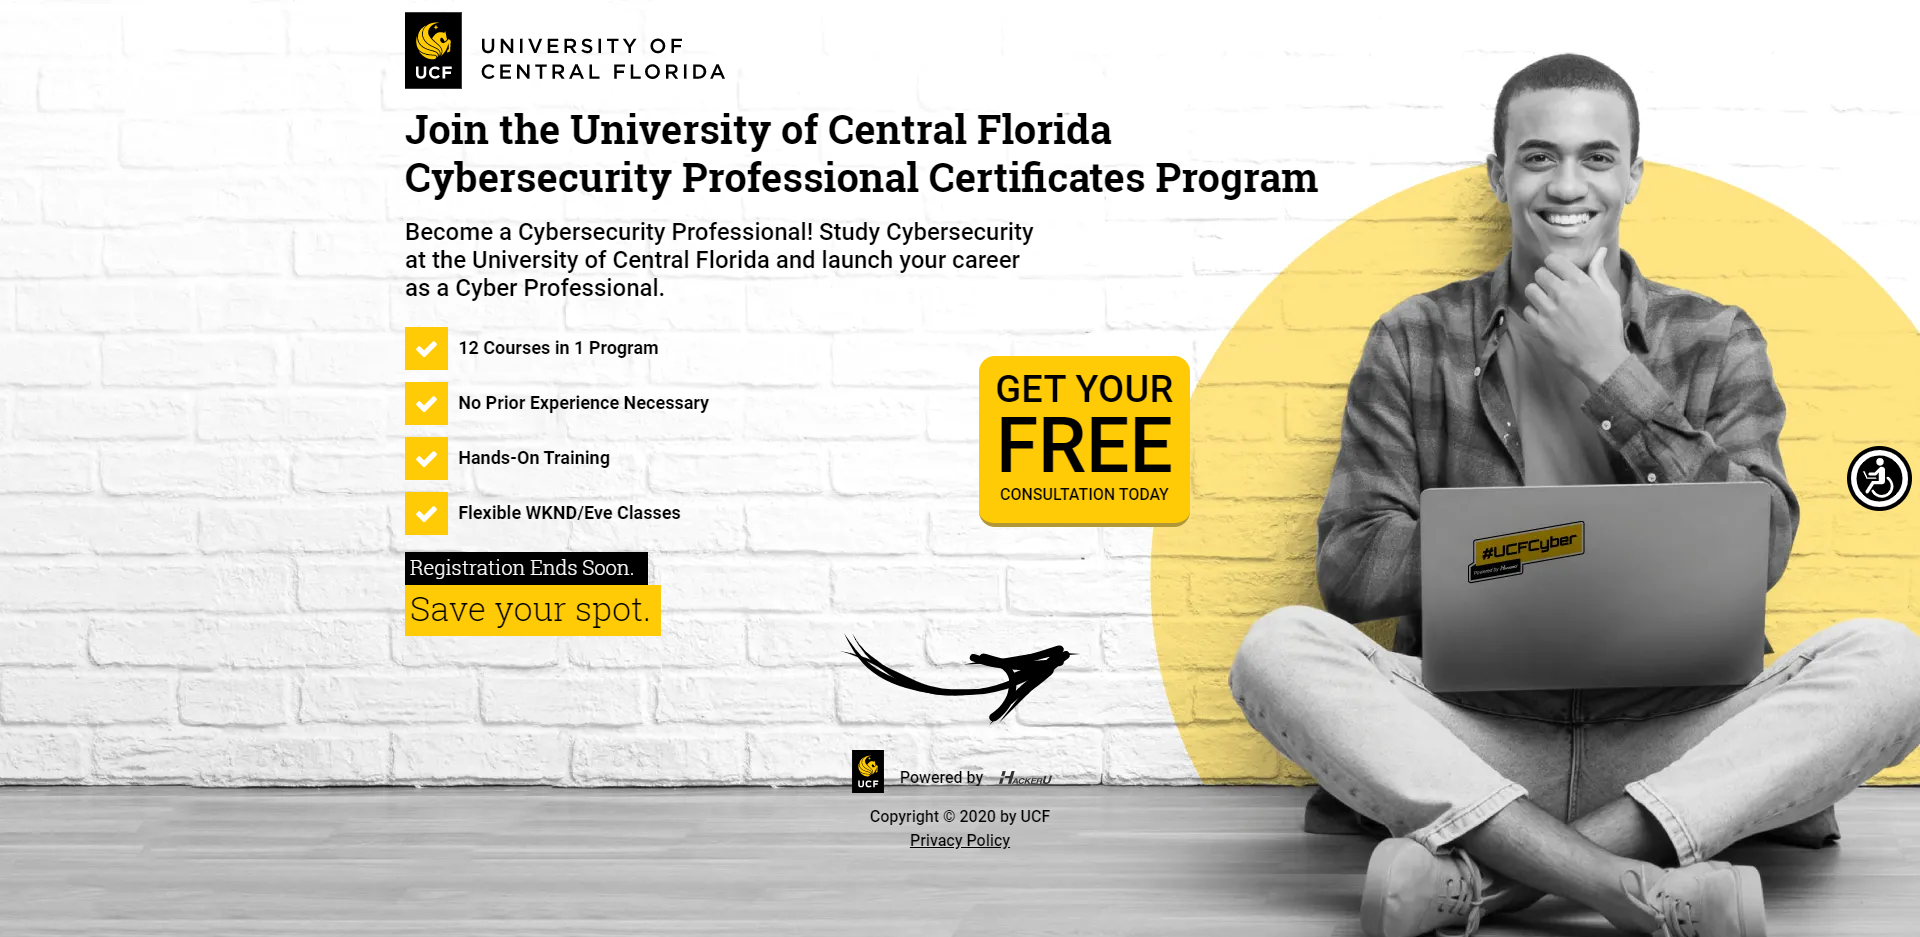 UCF
UNIVERSITY OF
CENTRAL FLORIDA
Join the University of Central Florida
Cybersecurity Professional Certificates Program
Become a Cybersecurity Professional! Study Cybersecurity
at the University of Central Florida and launch your career
as a Cyber Professional.
12 Courses in 1 Program
No Prior Experience Necessary
Hands-On Training
Flexible WKND/Eve Classes
Registration Ends Soon.
Save your spot.
GET YOUR
FREE
CONSULTATION TODAY
#UCFCyber
Powered by HACKERU
UCF
Powered by HACKERU
Copyright © 2020 by UCF
Privacy Policy